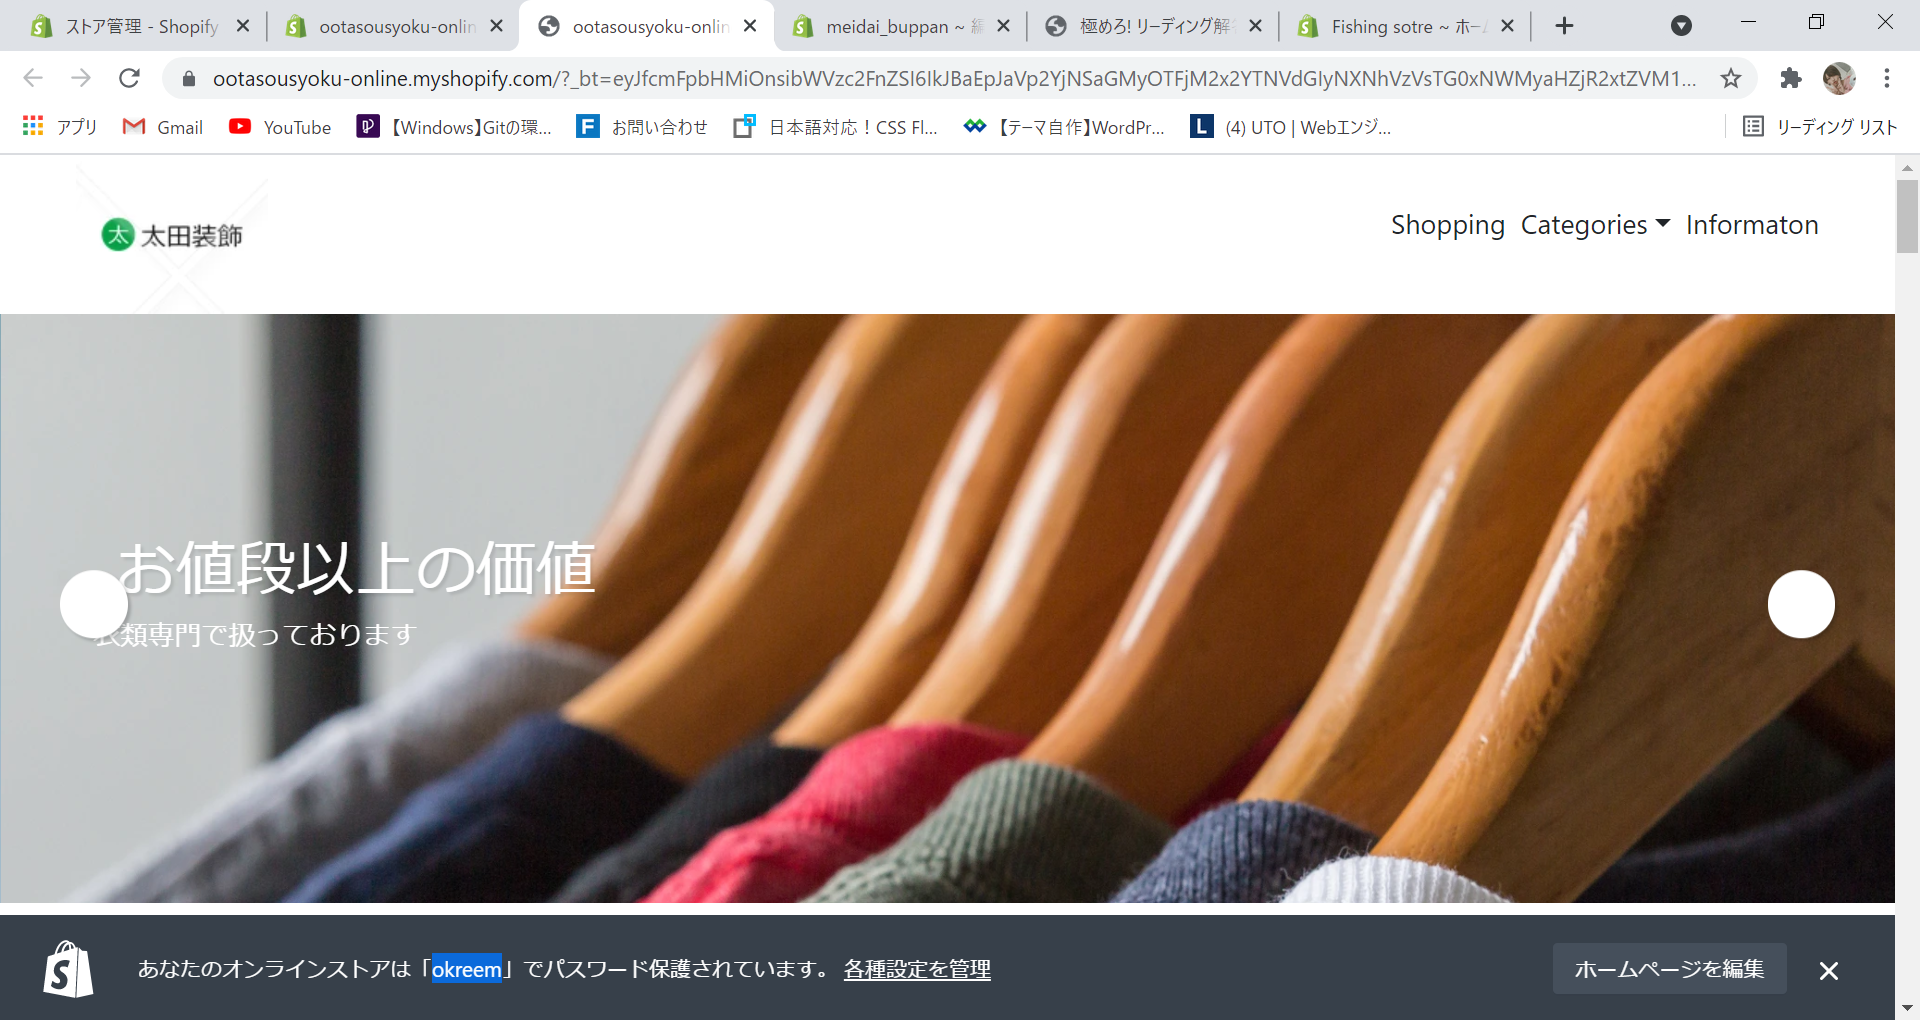 ストア管理 - Shopify
ootasousyoku-onlin
ootasousyoku-onlin
meidai_buppan ~ 編
極めろ! リーディング解答
Fishing sotre ~ ホーム
ootasousyoku-online.myshopify.com/?_bt=eyJfcmFpbHMiOnsibWVzc2FnZSI6IkJBaEpJaVp2YjNSaGMyOTFjM2x2YTNVdGIyNXNhVzVsTG0xNWMyaHZjR2xtZVM1...
アプリ
Gmail
YouTube
【Windows】Gitの環...
お問い合わせ
日本語対応！CSS Fl...
【テーマ自作】WordPr...
(4) UTO | Webエンジ...
リーディング リスト
太 太田装飾
Shopping Categories Informaton
お値段以上の価値
衣類専門で扱っております
あなたのオンラインストアは「okreem」でパスワード保護されています。 各種設定を管理
ホームページを編集